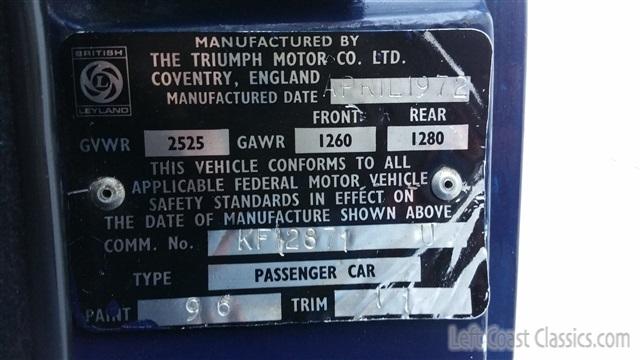 BRITISH
LEYLAND
MANUFACTURED BY
THE TRIUMPH MOTOR CO. LTD.
COVENTRY, ENGLAND
MANUFACTURED DATE APRIL 1972
FRONT REAR
GVWR 2525 GAWR 1260 1280
THIS VEHICLE CONFORMS TO ALL
APPLICABLE FEDERAL MOTOR VEHICLE
SAFETY STANDARDS IN EFFECT ON
THE DATE OF MANUFACTURE SHOWN ABOVE
COMM. No. KF12871 U
TYPE PASSENGER CAR
PAINT 96 TRIM 11
LeftCoastClassics.com